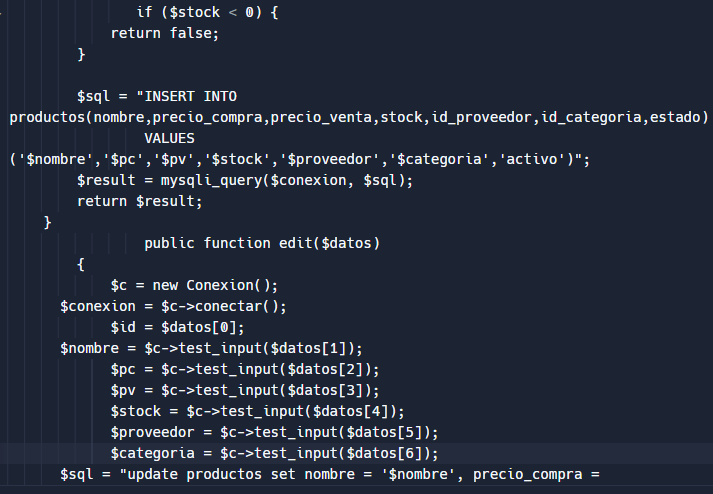 if ($stock < 0) {
return false;
}
$sql = "INSERT INTO
productos(nombre,precio_compra,precio_venta,stock,id_proveedor,id_categoria,estado)
VALUES
('$nombre','$pc','$pv','$stock','$proveedor','$categoria','activo')";
$result = mysqli_query($conexion, $sql);
return $result;
}
public function edit($datos)
{
$c = new Conexion();
$conexion = $c->conectar();
$id = $datos[0];
$nombre = $c->test_input($datos[1]);
$pc = $c->test_input($datos[2]);
$pv = $c->test_input($datos[3]);
$stock = $c->test_input($datos[4]);
$proveedor = $c->test_input($datos[5]);
$categoria = $c->test_input($datos[6]);
$sql = "update productos set nombre = '$nombre', precio_compra =